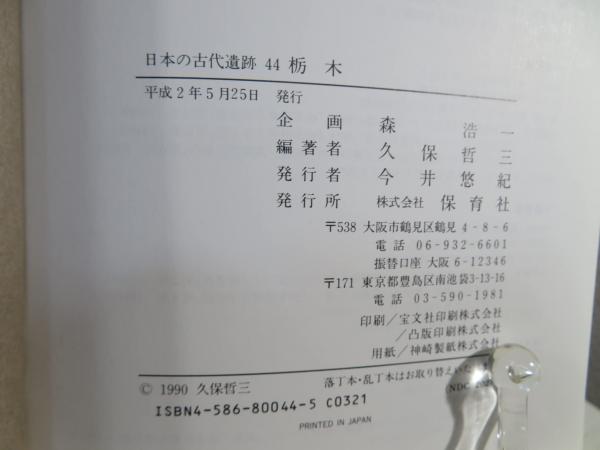 日本の古代遺跡 44 栃 木
平成2年5月25日 発行
企 画 森 浩 一
編著者 久 保 哲 三
発行者 今 井 悠 紀
発行所 株式会社 保育社
〒538 大阪市鶴見区鶴見 4-8-6
電話 06-932-6601
振替口座 大阪 6-12346
〒171 東京都豊島区南池袋3-13-16
電話 03-590-1981
印刷/宝文社印刷株式会社
/凸版印刷株式会社
用紙/神崎製紙株式会社
© 1990 久保哲三
落丁本・乱丁本はお取り替えいた
NDC
ISBN4-586-80044-5 C0321
PRINTED IN JAPAN